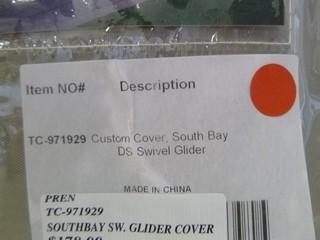 Item NO# Description
TC-971929 Custom Cover, South Bay
DS Swivel Glider
MADE IN CHINA
PREN
TC-971929
SOUTHBAY SW. GLIDER COVER